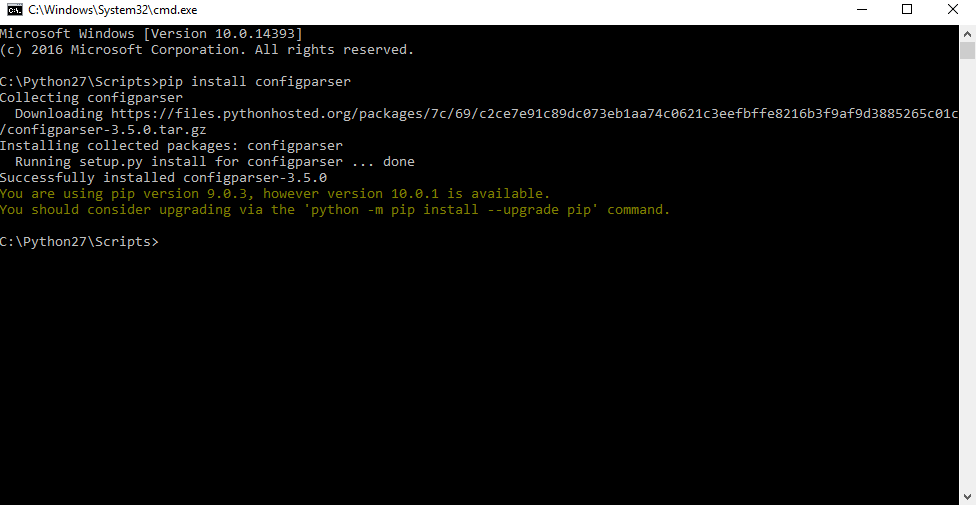 C:\Windows\System32\cmd.exe
Microsoft Windows [Version 10.0.14393]
(c) 2016 Microsoft Corporation. All rights reserved.
C:\Python27\Scripts>pip install configparser
Collecting configparser
  Downloading https://files.pythonhosted.org/packages/7c/69/c2ce7e91c89dc073eb1aa74c0621c3eefbffe8216b3f9af9d3885265c01c
/configparser-3.5.0.tar.gz
Installing collected packages: configparser
  Running setup.py install for configparser ... done
Successfully installed configparser-3.5.0
You are using pip version 9.0.3, however version 10.0.1 is available.
You should consider upgrading via the 'python -m pip install --upgrade pip' command.
C:\Python27\Scripts>